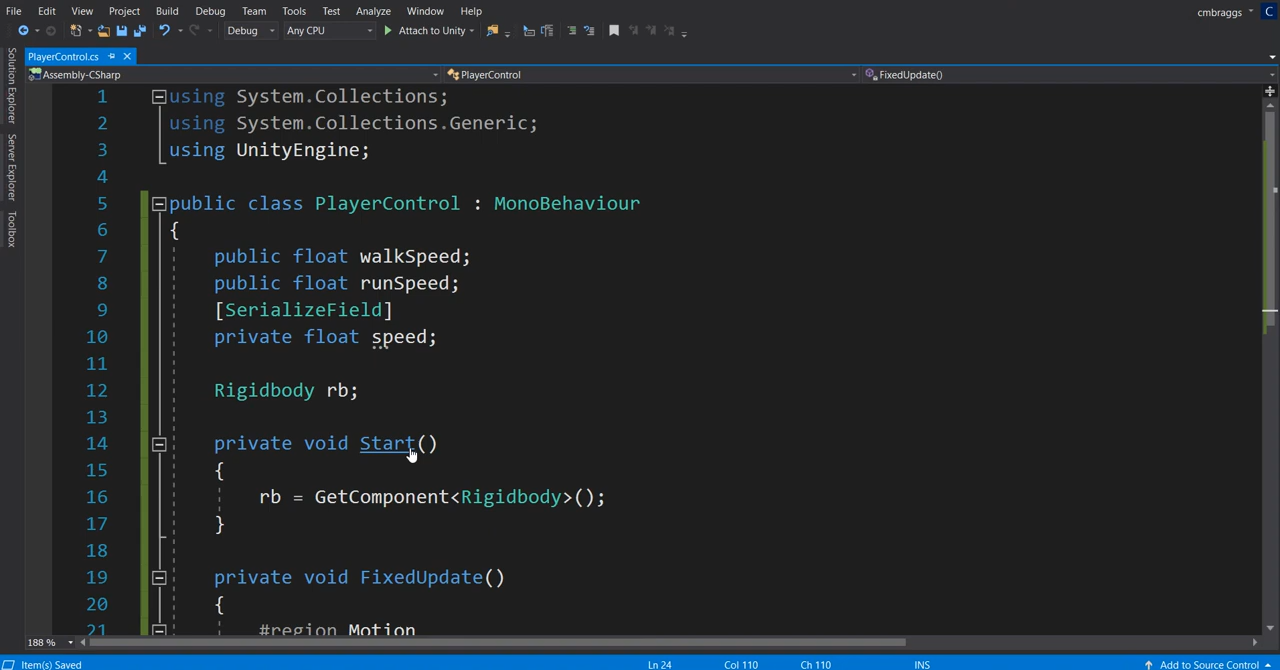 File Edit View Project Build Debug Team Tools Test Analyze Window Help
cmbraggs C
Debug Any CPU Attach to Unity
PlayerControl.cs
Assembly-CSharp PlayerControl FixedUpdate()
Solution Explorer
Server Explorer
Toolbox
1 using System.Collections;
2 using System.Collections.Generic;
3 using UnityEngine;
4
5 public class PlayerControl : MonoBehaviour
6 {
7 public float walkSpeed;
8 public float runSpeed;
9 [SerializeField]
10 private float speed;
11
12 Rigidbody rb;
13
14 private void Start()
15 {
16 rb = GetComponent<Rigidbody>();
17 }
18
19 private void FixedUpdate()
20 {
21 #region Motion
188 %
Item(s) Saved Ln 24 Col 110 Ch 110 INS Add to Source Control